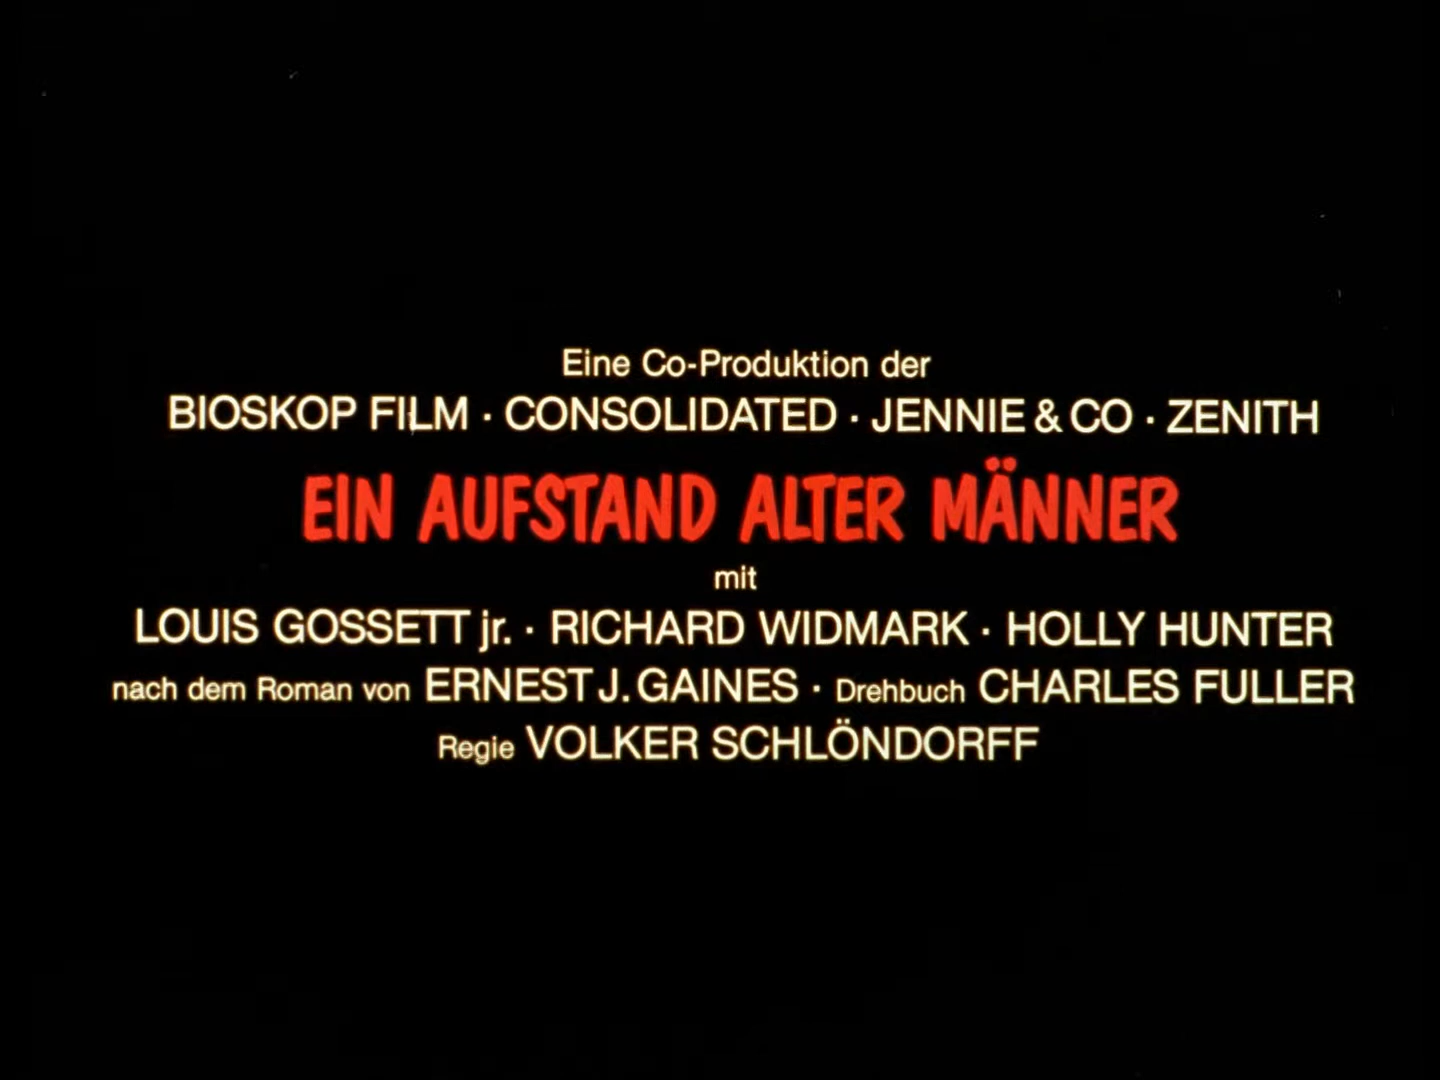 Eine Co-Produktion der
BIOSKOP FILM · CONSOLIDATED · JENNIE & CO · ZENITH
EIN AUFSTAND ALTER MÄNNER
mit
LOUIS GOSSETT jr. · RICHARD WIDMARK · HOLLY HUNTER
nach dem Roman von ERNEST J. GAINES · Drehbuch CHARLES FULLER
Regie VOLKER SCHLÖNDORFF